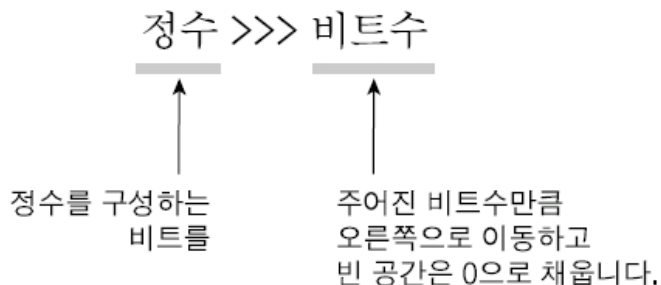 정수 >>> 비트수
정수를 구성하는
비트를
주어진 비트수만큼
오른쪽으로 이동하고
빈 공간은 0으로 채웁니다.